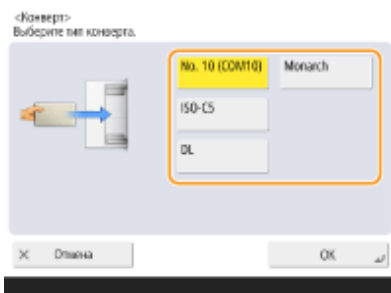 <Конверт>
Выберите тип конверта.
No. 10 (COM10)
Monarch
ISO-C5
DL
× Отмена
OK